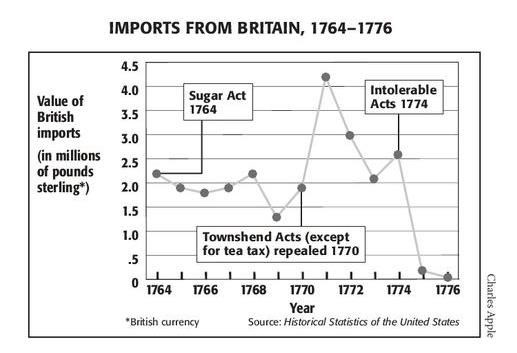 IMPORTS FROM BRITAIN, 1764–1776
Value of
British
imports
(in millions
of pounds
sterling*)
4.5
4.0
3.5
3.0
2.5
2.0
1.5
1.0
.5
0
Sugar Act
1764
Intolerable
Acts 1774
Townshend Acts (except
for tea tax) repealed 1770
1764 1766 1768 1770 1772 1774 1776
Year
*British currency
Source: Historical Statistics of the United States
Charles Apple